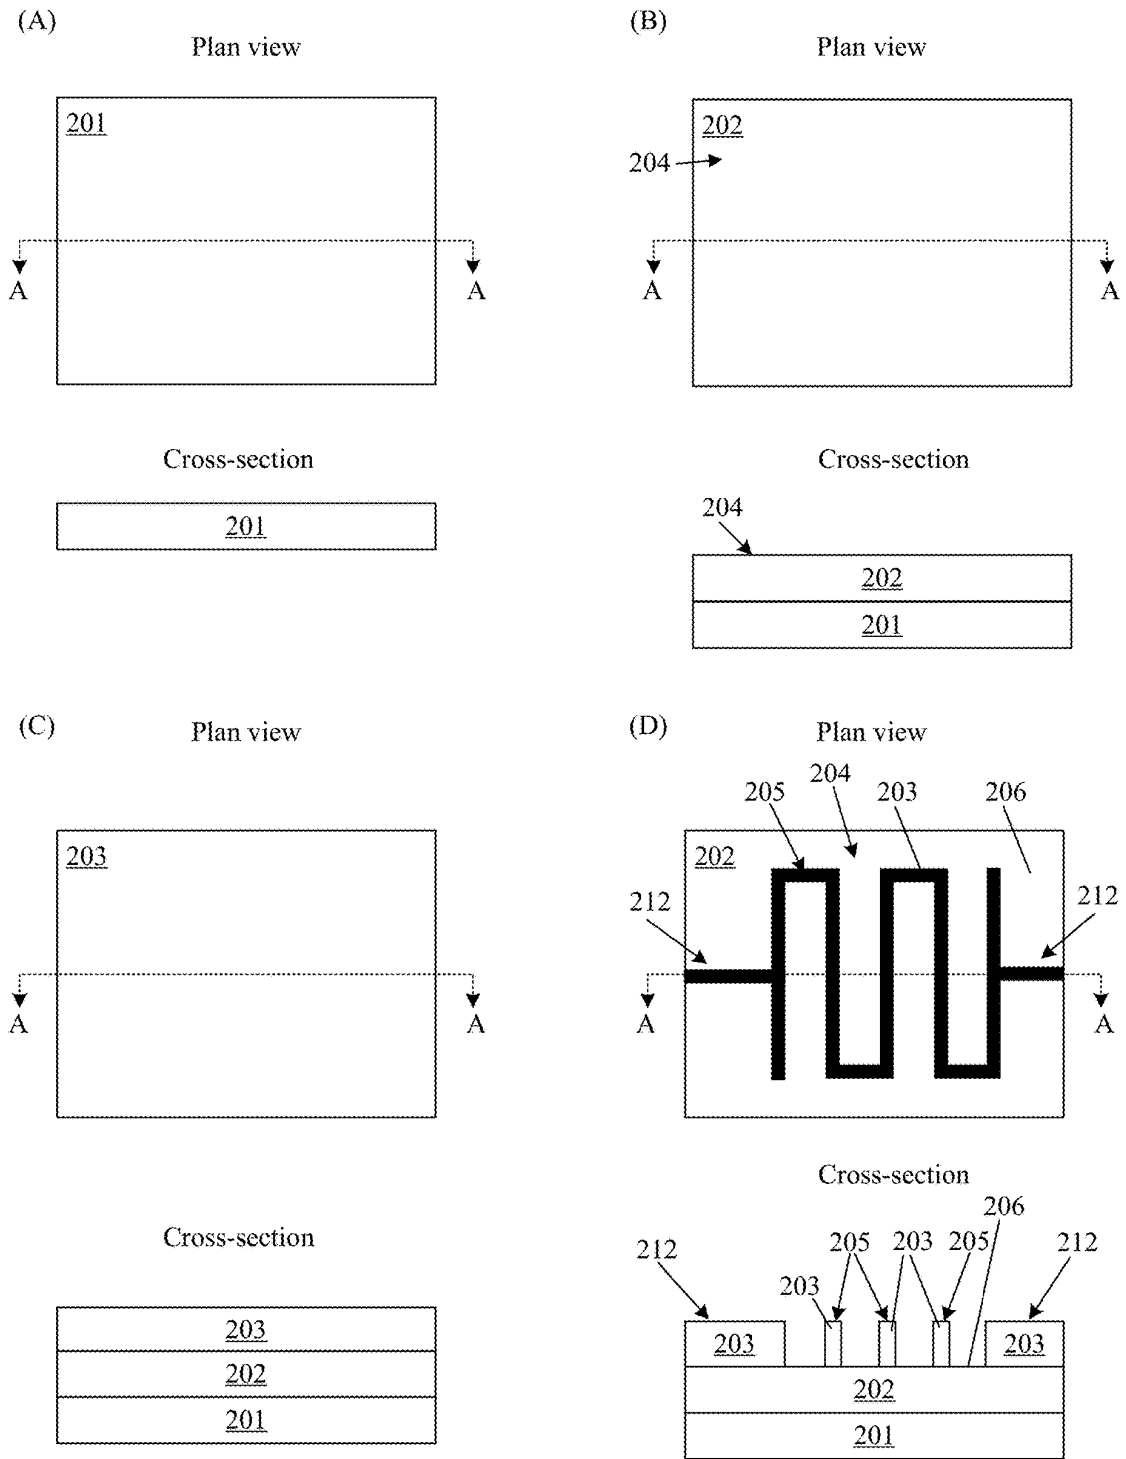 (A)
Plan view
201
A A
Cross-section
201
(B)
Plan view
202
204
A A
Cross-section
204
202
201
(C)
Plan view
203
A A
Cross-section
203
202
201
(D)
Plan view
205 204 203 206
202
212 212
A A
Cross-section
206
212 205 203 205 212
203
203 203
202
201